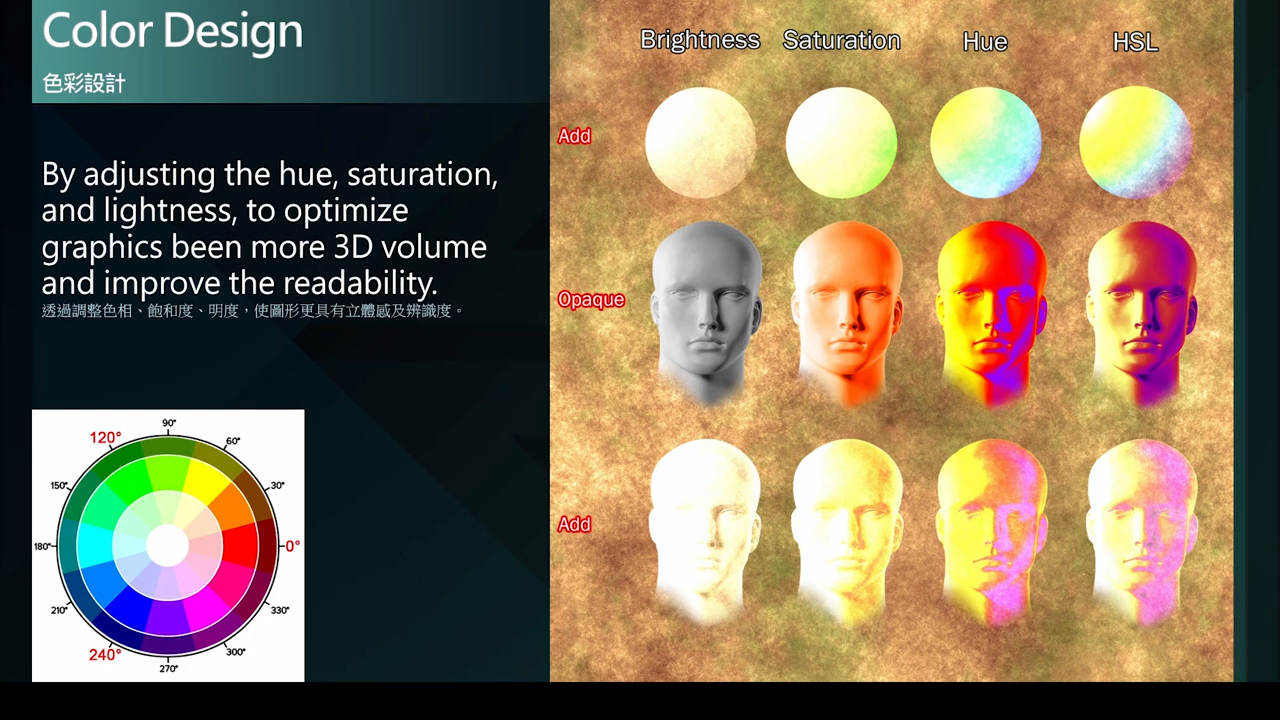 Color Design
色彩設計
By adjusting the hue, saturation,
and lightness, to optimize
graphics been more 3D volume
and improve the readability.
透過調整色相、飽和度、明度，使圖形更具有立體感及辨識度。
Brightness Saturation Hue HSL
Add
Opaque
Add
90°
120° 60°
150° 30°
180° 0°
210° 330°
240° 300°
270°